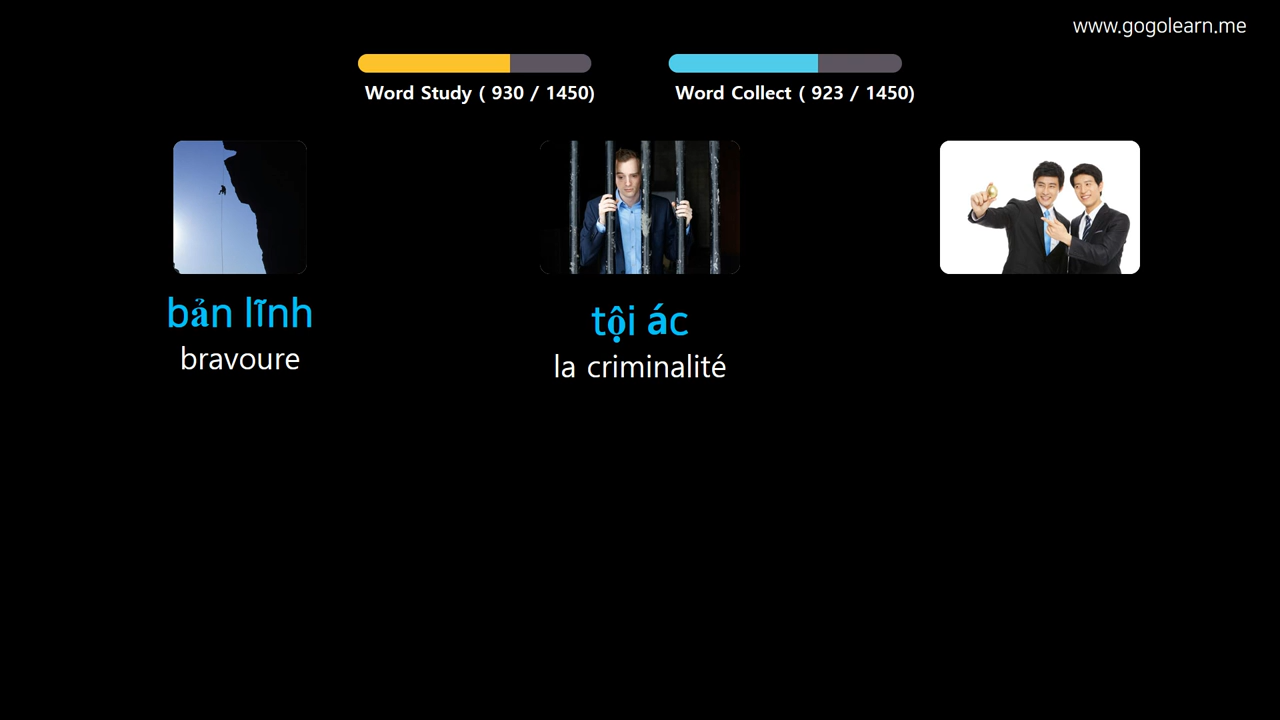 www.gogolearn.me
Word Study ( 930 / 1450)
Word Collect ( 923 / 1450)
bản lĩnh
bravoure
tội ác
la criminalité